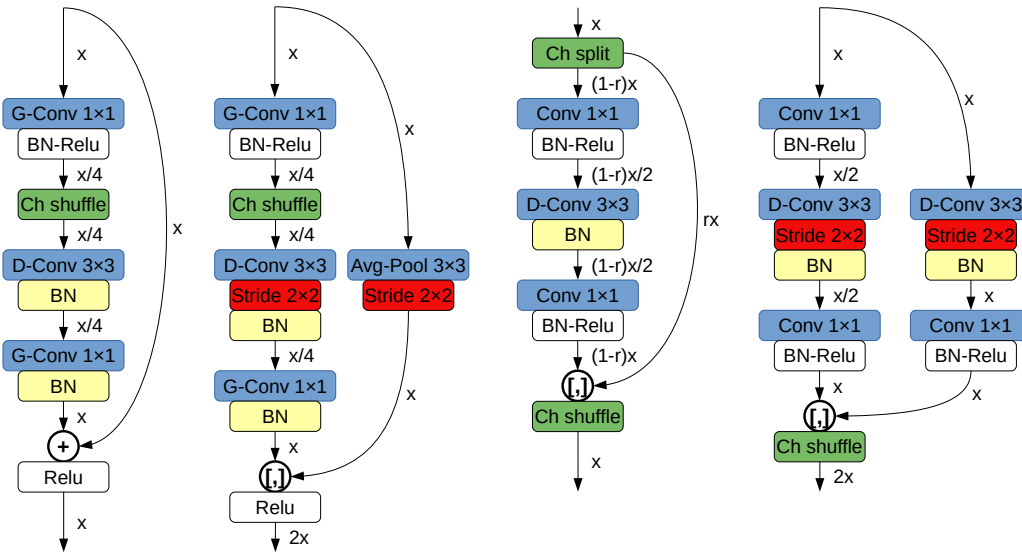 x
G-Conv 1×1
BN-Relu
x/4
Ch shuffle
x/4
x
D-Conv 3×3
BN
x/4
G-Conv 1×1
BN
x
+
Relu
x
x
G-Conv 1×1
x
BN-Relu
x/4
Ch shuffle
x/4
D-Conv 3×3
Stride 2×2
BN
Avg-Pool 3×3
Stride 2×2
x/4
G-Conv 1×1
BN
x
x
[,]
Relu
2x
x
Ch split
(1-r)x
Conv 1×1
BN-Relu
(1-r)x/2
D-Conv 3×3
BN
rx
(1-r)x/2
Conv 1×1
BN-Relu
(1-r)x
[,]
Ch shuffle
x
x
x
Conv 1×1
BN-Relu
x/2
D-Conv 3×3
Stride 2×2
BN
x/2
Conv 1×1
BN-Relu
x
D-Conv 3×3
Stride 2×2
BN
x
Conv 1×1
BN-Relu
x
[,]
Ch shuffle
2x